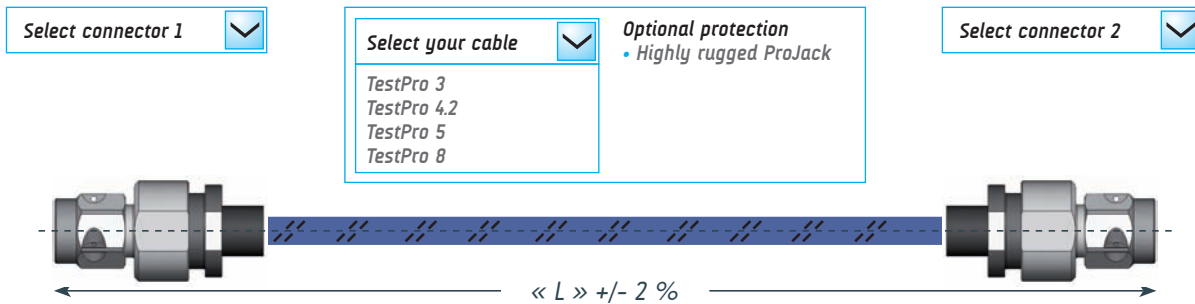 Select connector 1
Select your cable
TestPro 3
TestPro 4.2
TestPro 5
TestPro 8
Optional protection
• Highly rugged ProJack
Select connector 2
« L » +/- 2 %